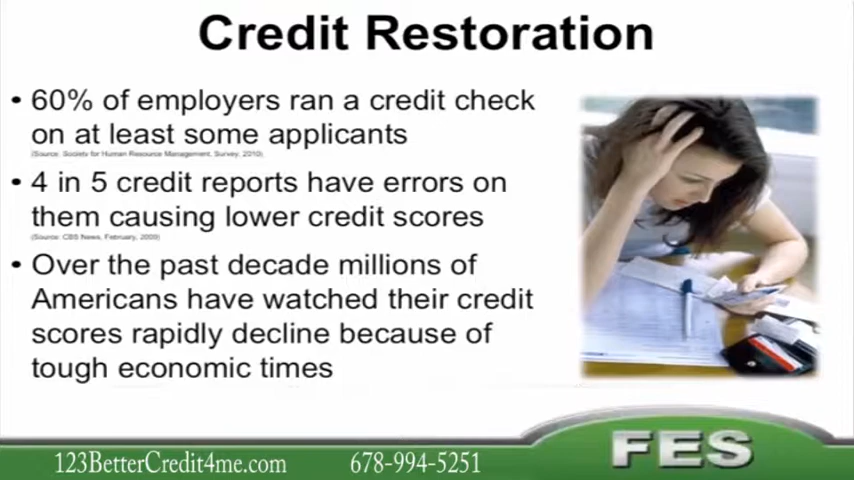 Credit Restoration
• 60% of employers ran a credit check
on at least some applicants
(Source: Society for Human Resource Management, Survey, 2010)
• 4 in 5 credit reports have errors on
them causing lower credit scores
(Source: CBS News, February, 2009)
• Over the past decade millions of
Americans have watched their credit
scores rapidly decline because of
tough economic times
123BetterCredit4me.com 678-994-5251 FES